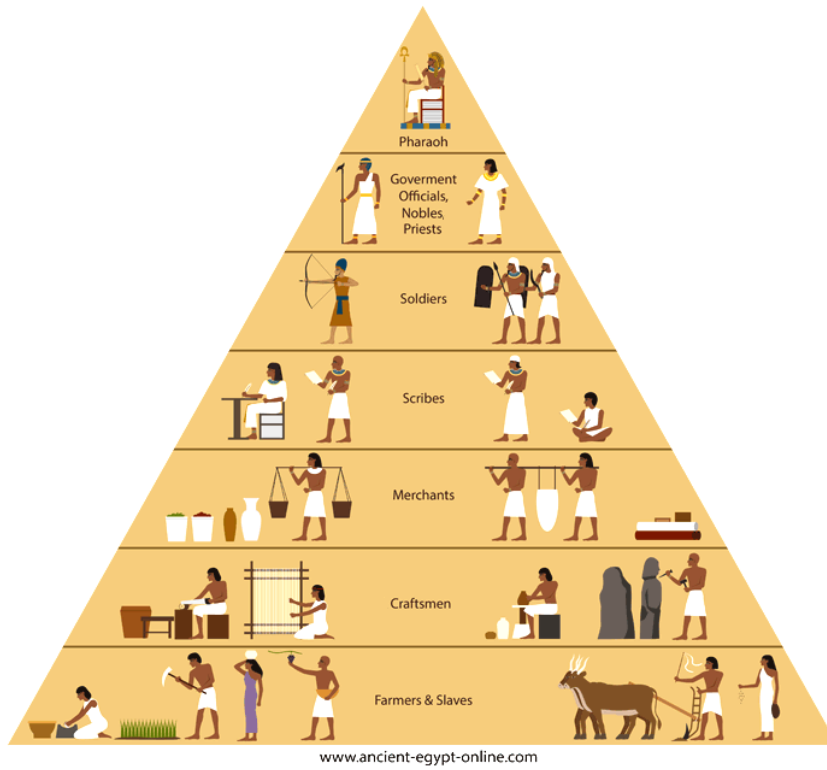 Pharaoh
Goverment
Officials,
Nobles,
Priests
Soldiers
Scribes
Merchants
Craftsmen
Farmers & Slaves
www.ancient-egypt-online.com